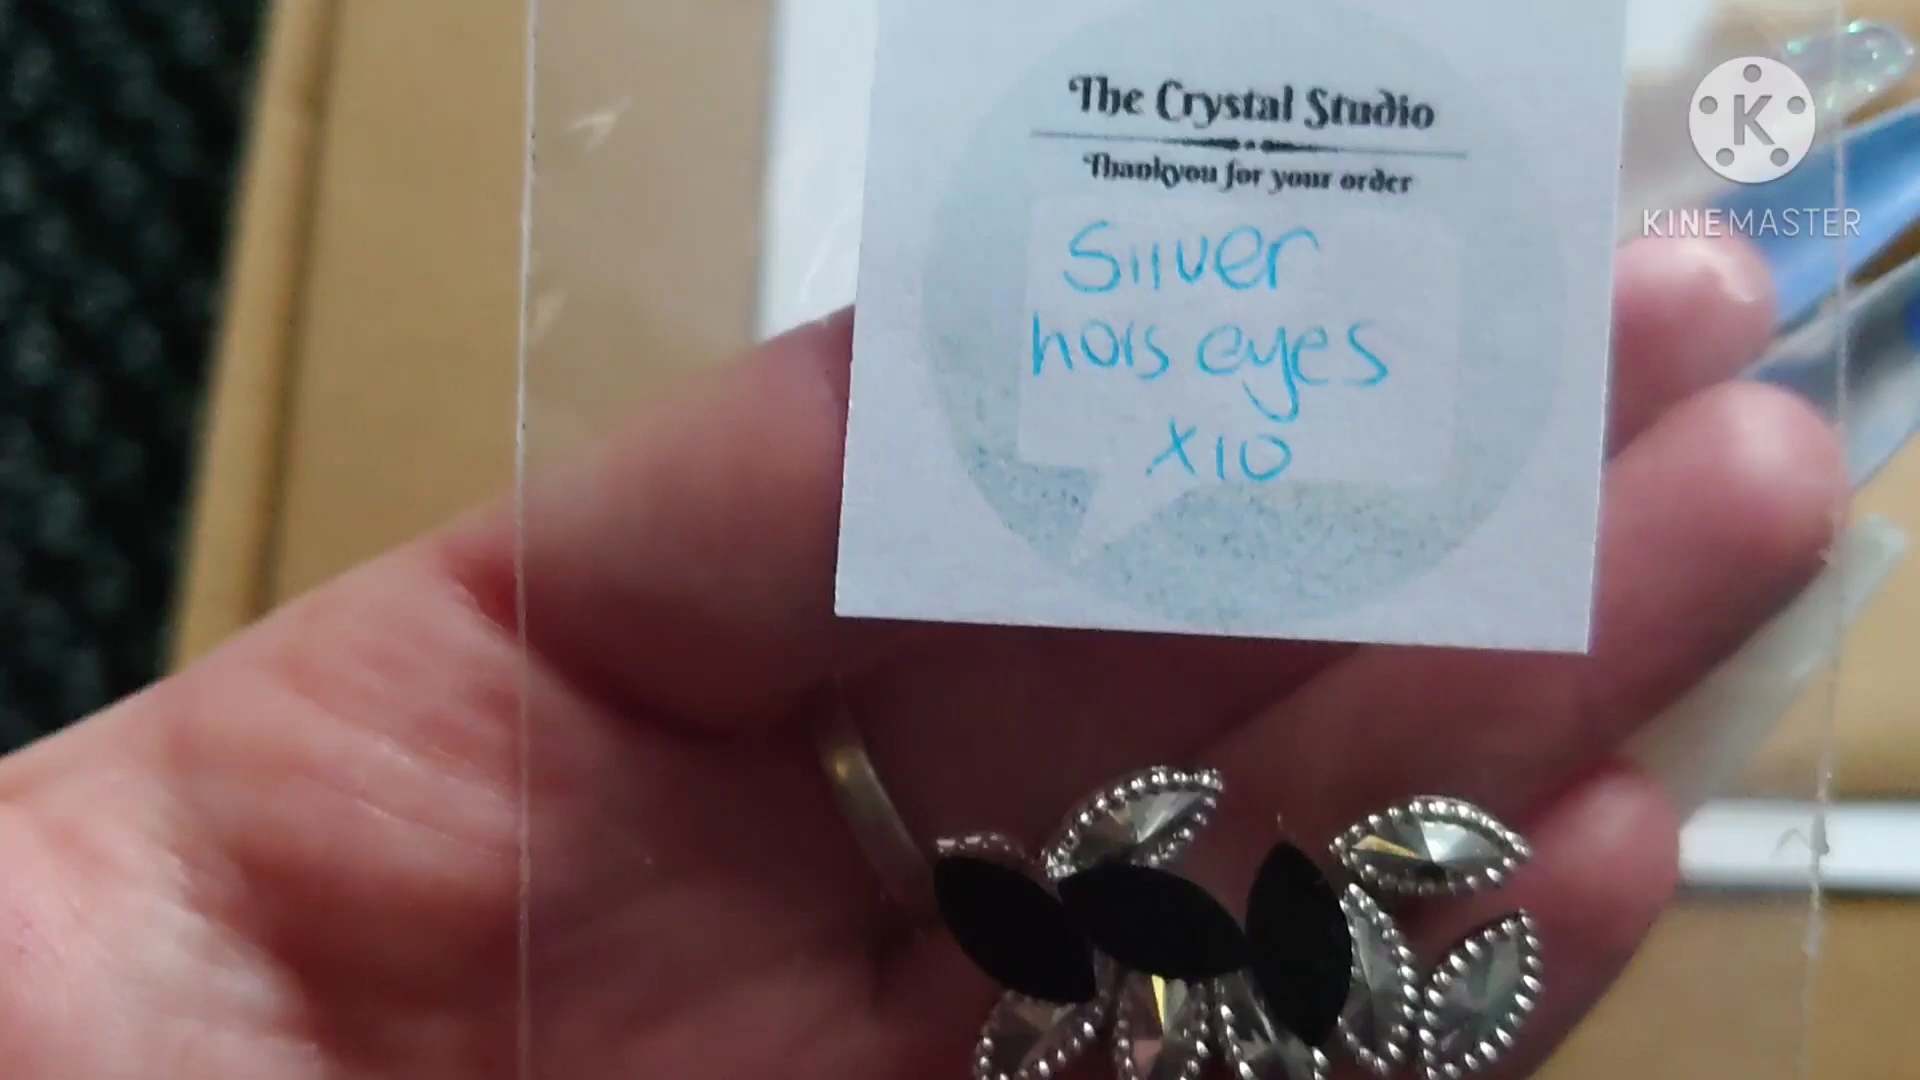 The Crystal Studio
Thankyou for your order
Silver
hors eyes
x10
K
KINEMASTER